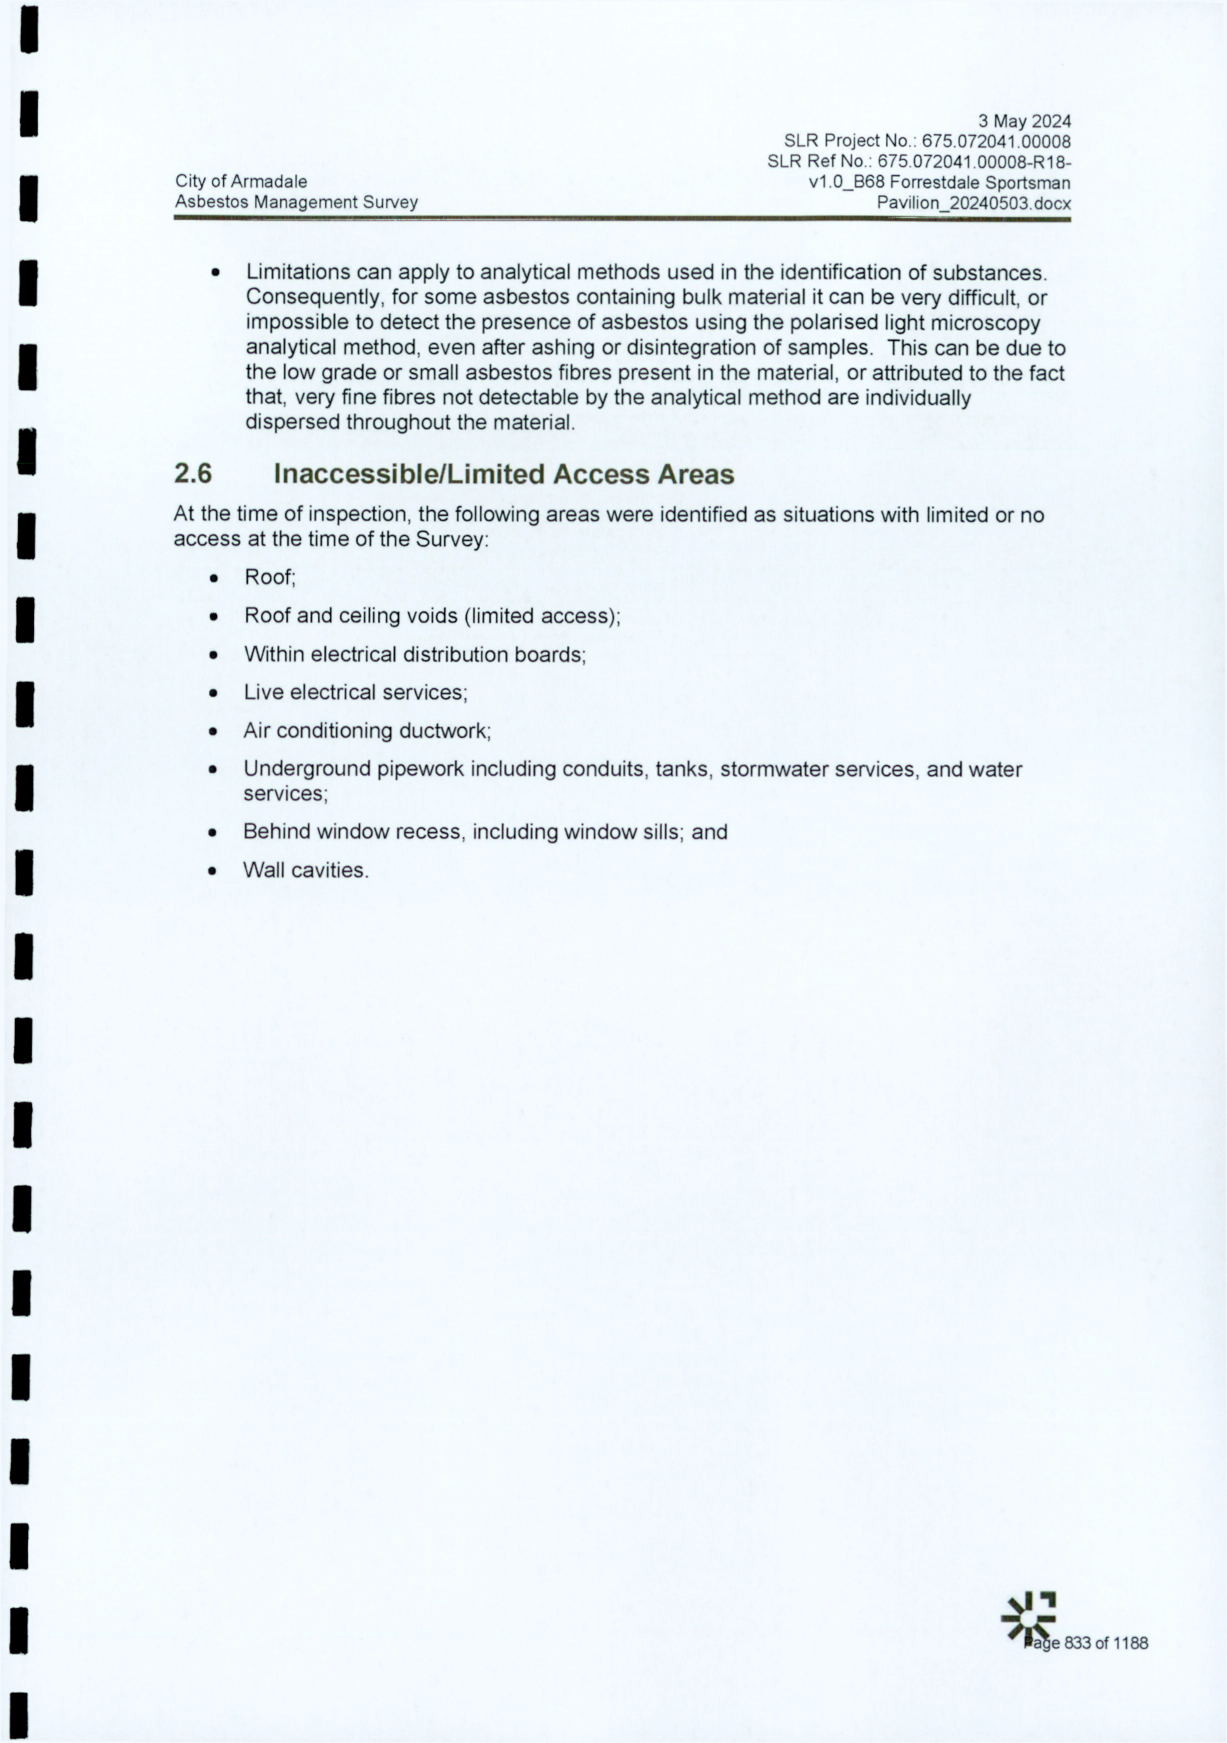 3 May 2024
SLR Project No.: 675.072041.00008
SLR Ref No.: 675.072041.00008-R18-
City of Armadale
v1.0_B68 Forrestdale Sportsman
Asbestos Management Survey
Pavilion_20240503.docx
• Limitations can apply to analytical methods used in the identification of substances.
Consequently, for some asbestos containing bulk material it can be very difficult, or
impossible to detect the presence of asbestos using the polarised light microscopy
analytical method, even after ashing or disintegration of samples. This can be due to
the low grade or small asbestos fibres present in the material, or attributed to the fact
that, very fine fibres not detectable by the analytical method are individually
dispersed throughout the material.
2.6 Inaccessible/Limited Access Areas
At the time of inspection, the following areas were identified as situations with limited or no
access at the time of the Survey:
• Roof;
• Roof and ceiling voids (limited access);
• Within electrical distribution boards;
• Live electrical services;
• Air conditioning ductwork;
• Underground pipework including conduits, tanks, stormwater services, and water
services;
• Behind window recess, including window sills; and
• Wall cavities.
Page 833 of 1188